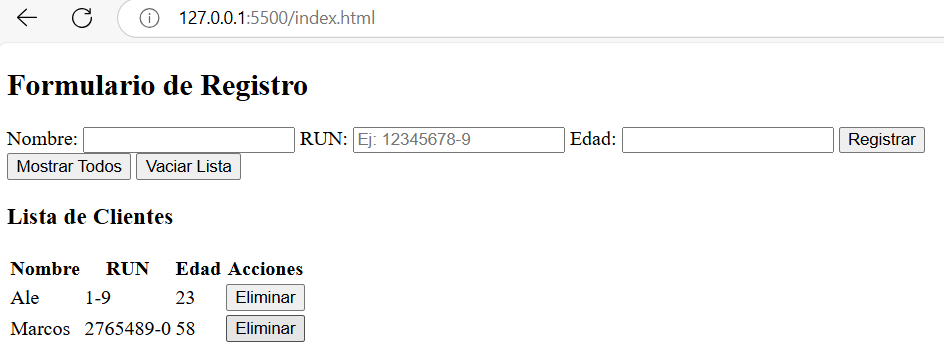 127.0.0.1:5500/index.html
Formulario de Registro
Nombre: RUN: Ej: 12345678-9 Edad: Registrar
Mostrar Todos Vaciar Lista
Lista de Clientes
Nombre RUN Edad Acciones
Ale 1-9 23 Eliminar
Marcos 2765489-0 58 Eliminar